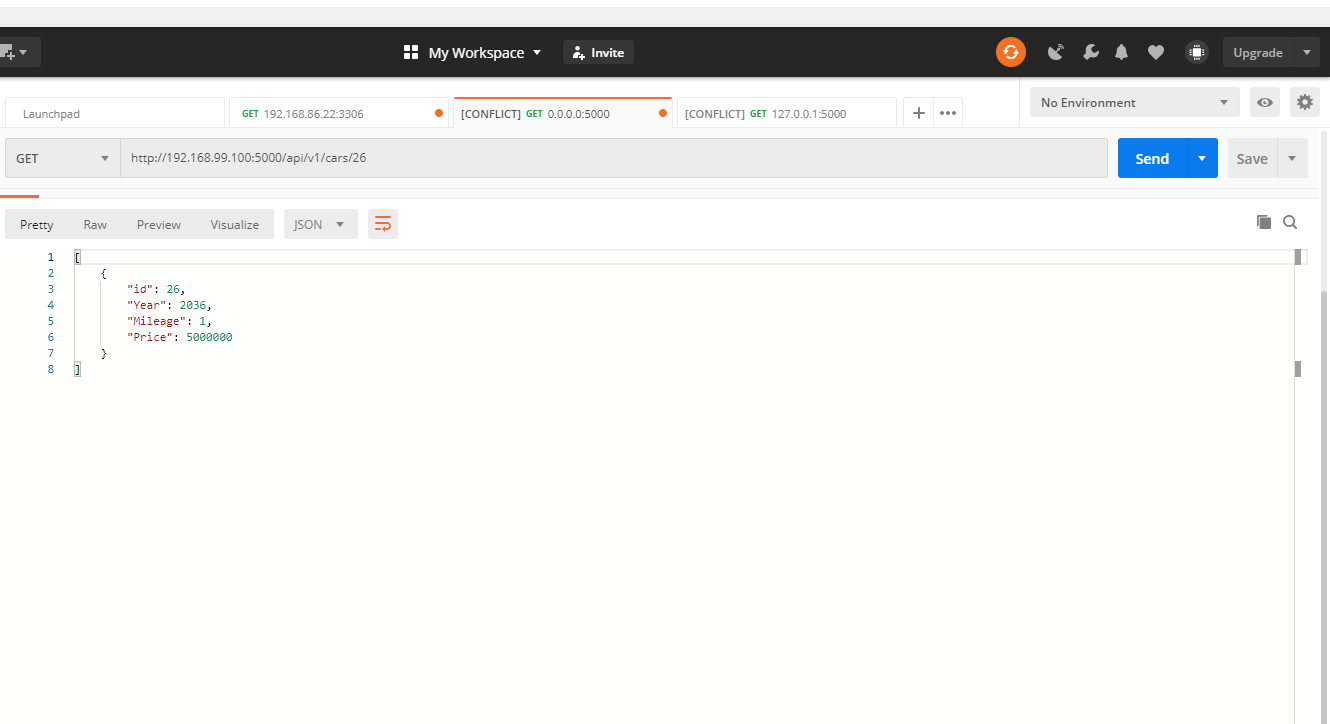 My Workspace Invite Upgrade
Launchpad GET 192.168.86.22:3306 [CONFLICT] GET 0.0.0.0:5000 [CONFLICT] GET 127.0.0.1:5000 No Environment
GET http://192.168.99.100:5000/api/v1/cars/26 Send Save
Pretty Raw Preview Visualize JSON
1 [
2 {
3 "id": 26,
4 "Year": 2036,
5 "Mileage": 1,
6 "Price": 5000000
7 }
8 ]